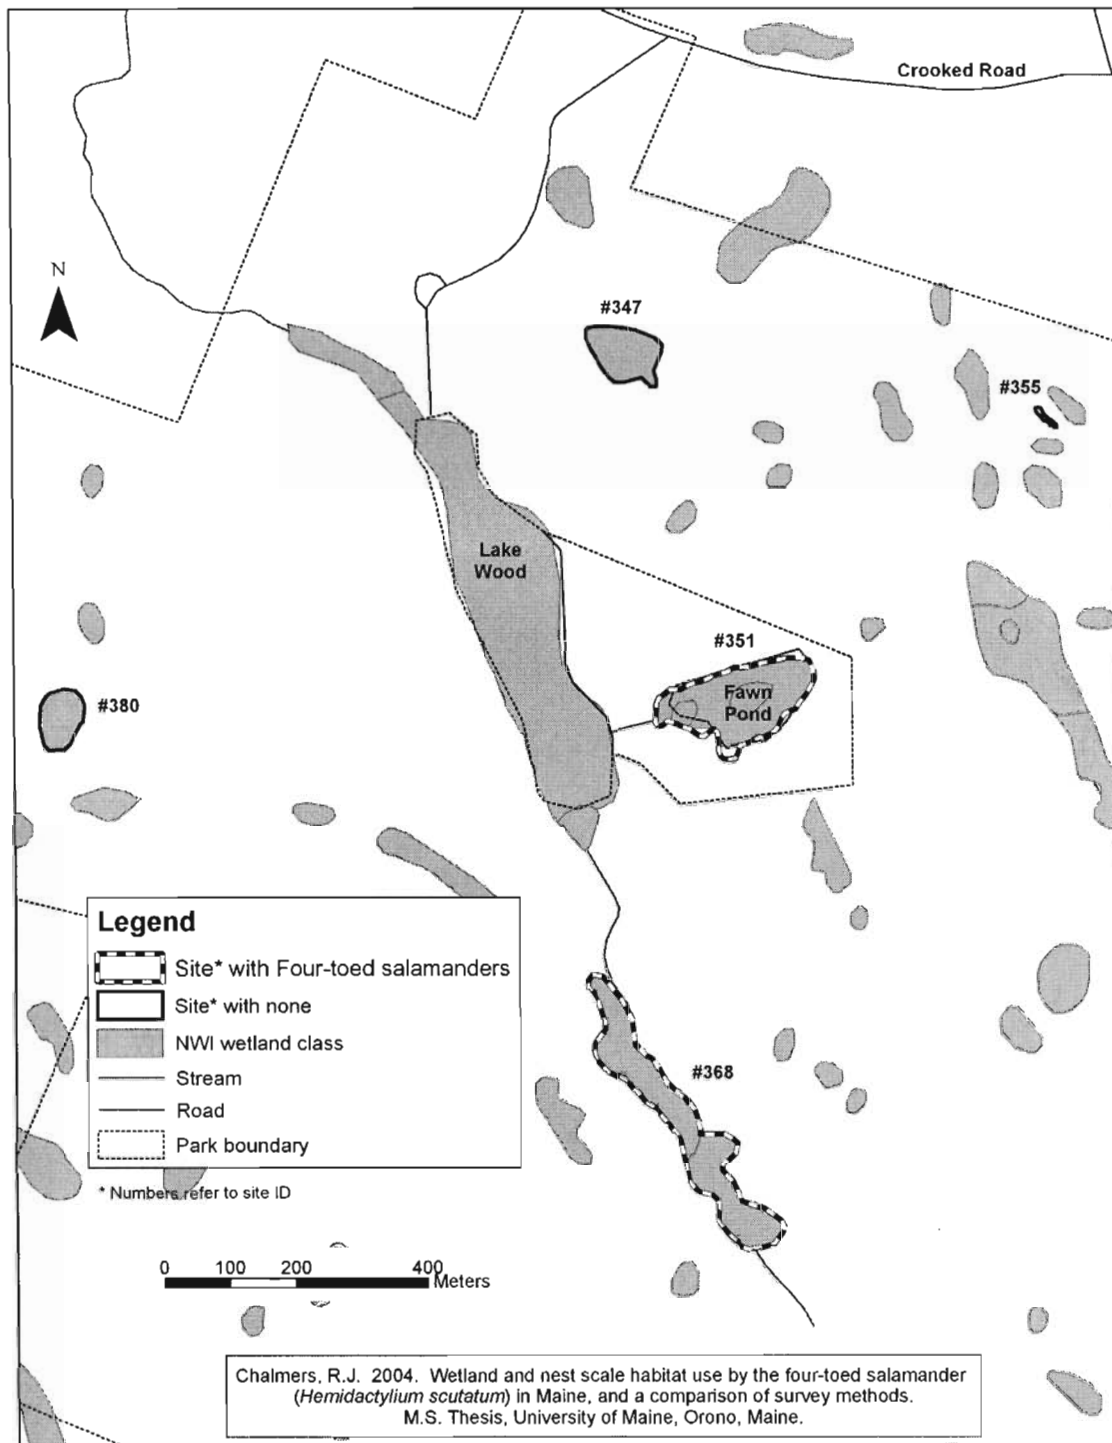 Crooked Road
N
#347
#355
Lake
Wood
#351
Fawn
Pond
#380
Legend
Site* with Four-toed salamanders
Site* with none
NWI wetland class
Stream
Road
Park boundary
#368
* Numbers refer to site ID
0 100 200 400
Meters
Chalmers, R.J. 2004. Wetland and nest scale habitat use by the four-toed salamander
(Hemidactylium scutatum) in Maine, and a comparison of survey methods.
M.S. Thesis, University of Maine, Orono, Maine.